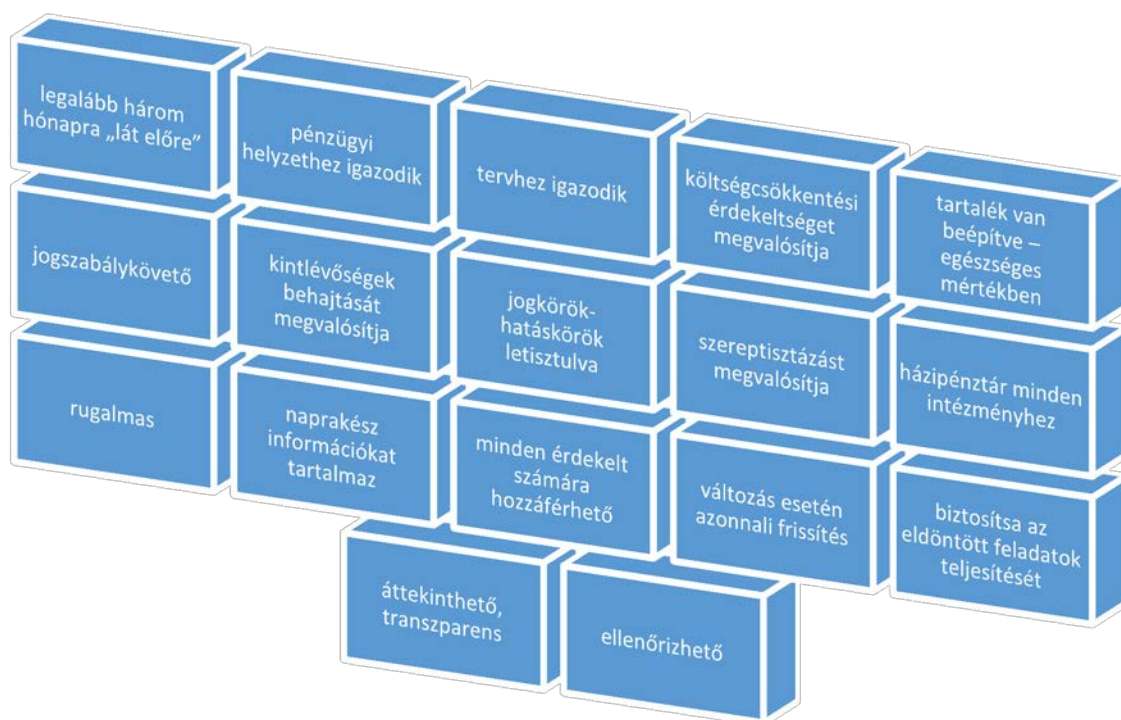 legalább három
hónapra „lát előre”
pénzügyi
helyzethez igazodik
tervhez igazodik
költségcsökkentési
érdekeltséget
megvalósítja
tartalék van
beépítve –
egészséges
mértékben
jogszabálykövető
kintlévőségek
behajtását
megvalósítja
jogkörök-
hatáskörök
letisztulva
szereptisztázást
megvalósítja
házipénztár minden
intézményhez
rugalmas
naprakész
információkat
tartalmaz
minden érdekelt
számára
hozzáférhető
változás esetén
azonnali frissítés
biztosítsa az
eldöntött feladatok
teljesítését
áttekinthető,
transzparens
ellenőrizhető